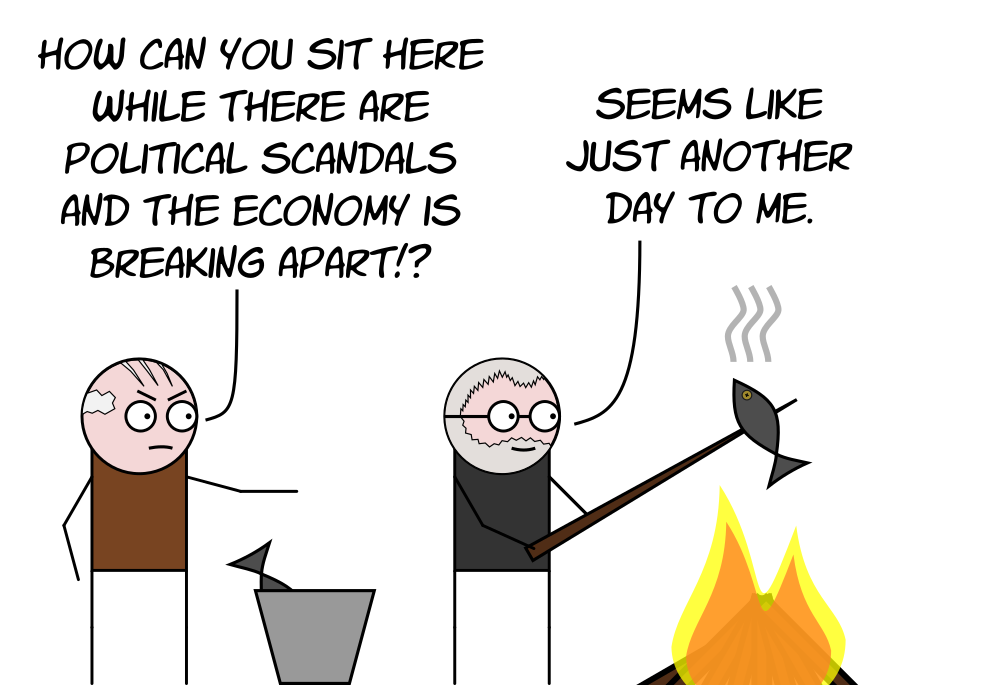 HOW CAN YOU SIT HERE
WHILE THERE ARE
POLITICAL SCANDALS
AND THE ECONOMY IS
BREAKING APART!?
SEEMS LIKE
JUST ANOTHER
DAY TO ME.